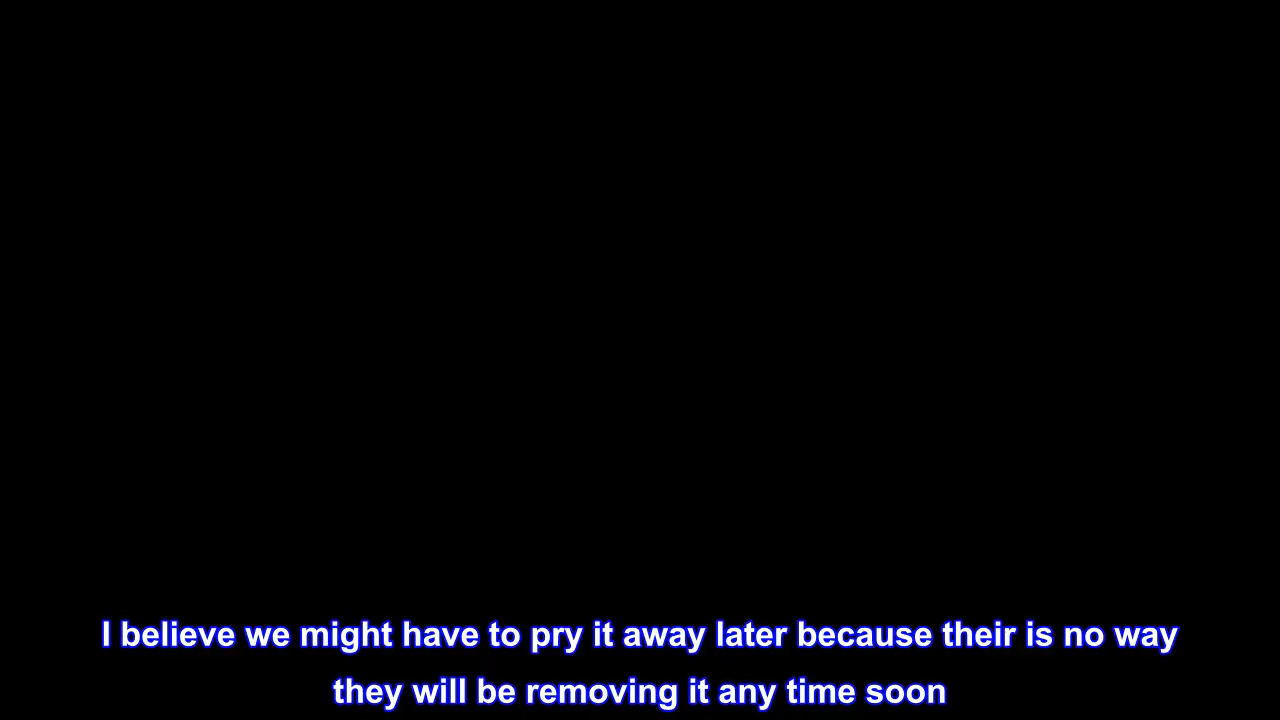 I believe we might have to pry it away later because their is no way
they will be removing it any time soon